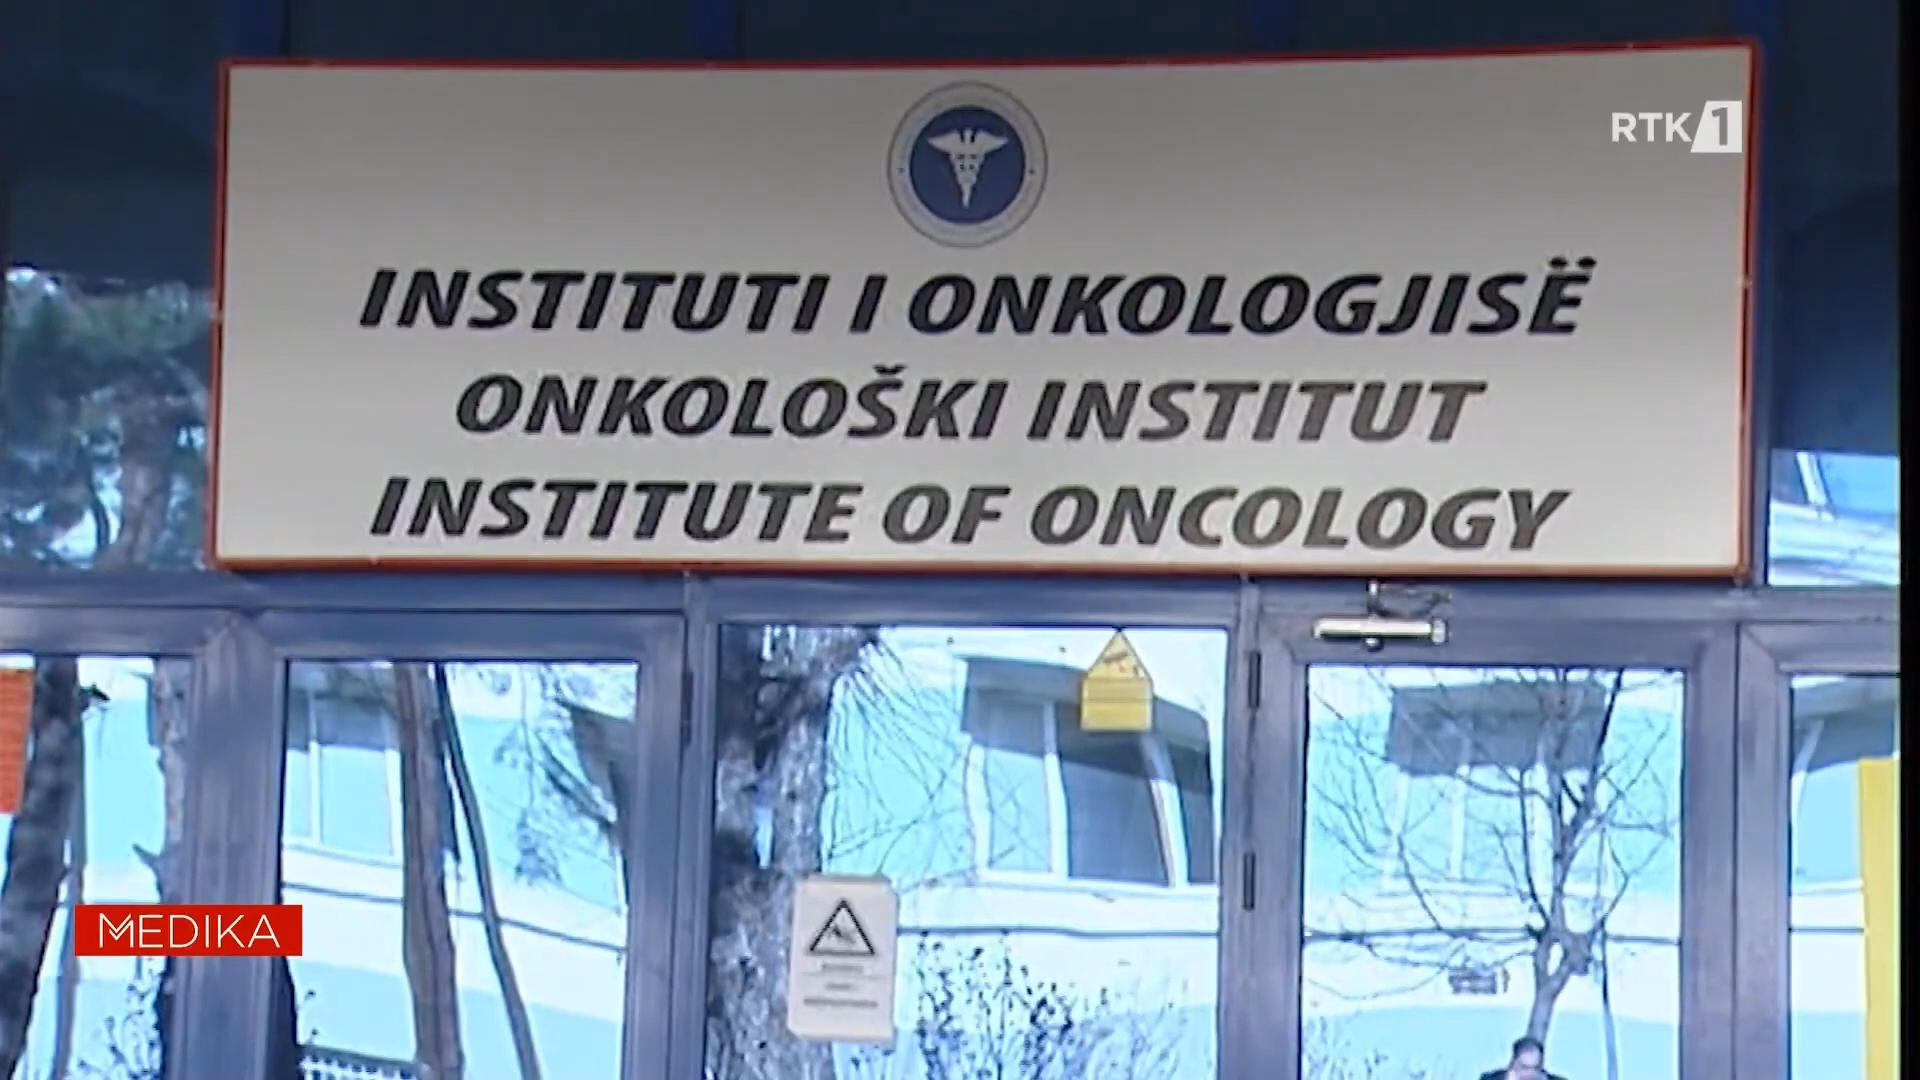 RTK 1
INSTITUTI I ONKOLOGJISË
ONKOLOŠKI INSTITUT
INSTITUTE OF ONCOLOGY
MEDIKA